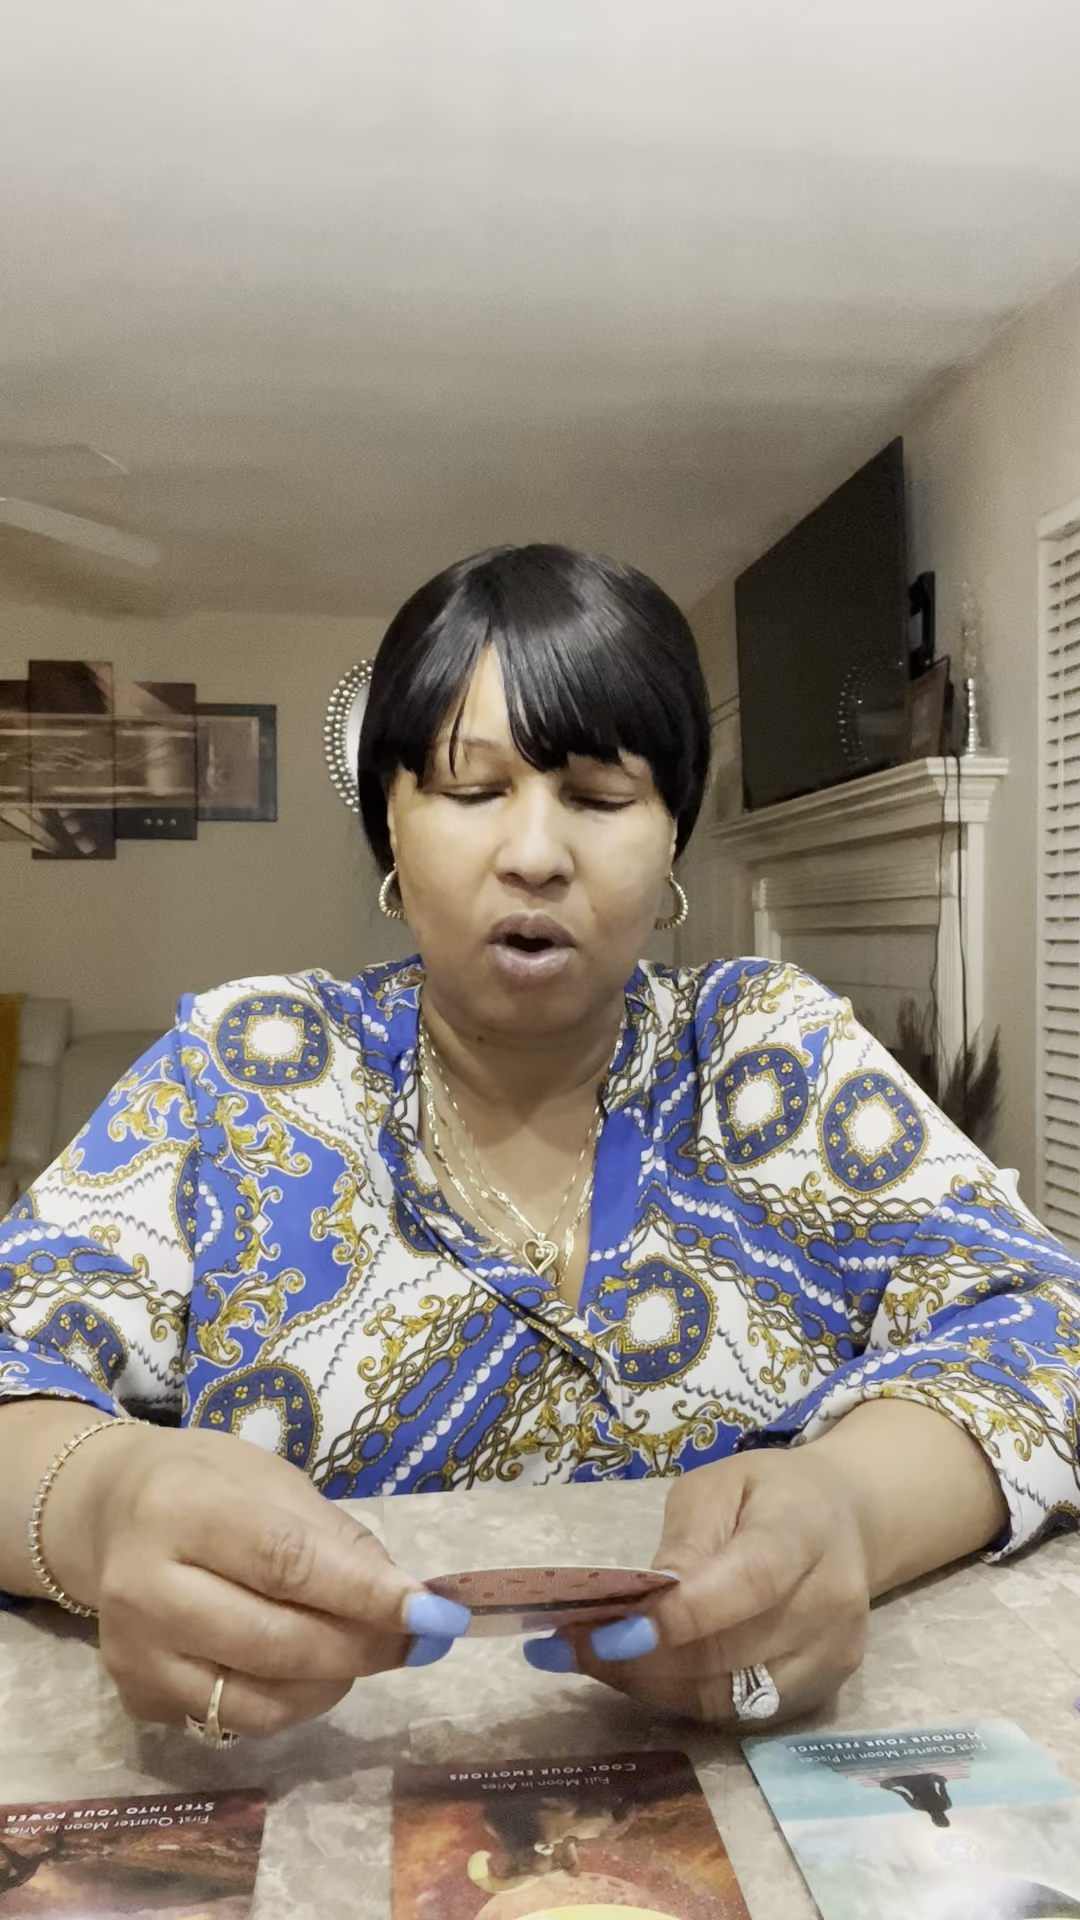 First Quarter Moon in Aries
STEP INTO YOUR POWER
Full Moon in Aries
COOL YOUR EMOTIONS
First Quarter Moon in Pisces
HONOUR YOUR FEELINGS